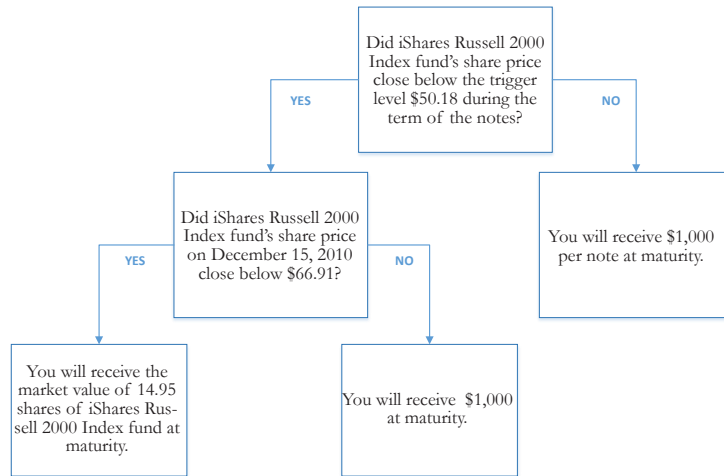 Did iShares Russell 2000
Index fund's share price
close below the trigger
level $50.18 during the
term of the notes?
YES
NO
Did iShares Russell 2000
Index fund's share price
on December 15, 2010
close below $66.91?
You will receive $1,000
per note at maturity.
YES
NO
You will receive the
market value of 14.95
shares of iShares Rus-
sell 2000 Index fund at
maturity.
You will receive $1,000
at maturity.